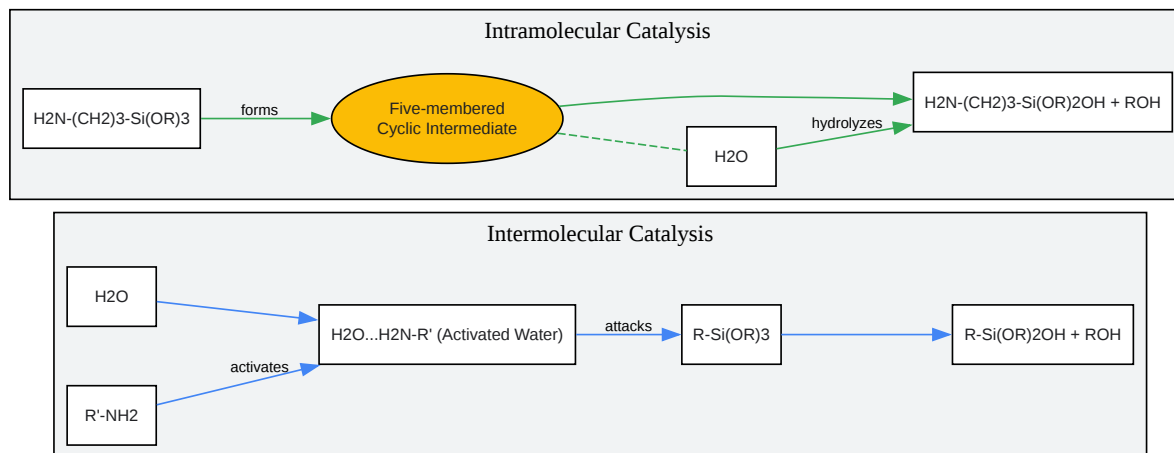 Intramolecular Catalysis
H2N-(CH2)3-Si(OR)3
forms
Five-membered
Cyclic Intermediate
H2O
hydrolyzes
H2N-(CH2)3-Si(OR)2OH + ROH
Intermolecular Catalysis
H2O
R'-NH2
activates
H2O...H2N-R' (Activated Water)
attacks
R-Si(OR)3
R-Si(OR)2OH + ROH